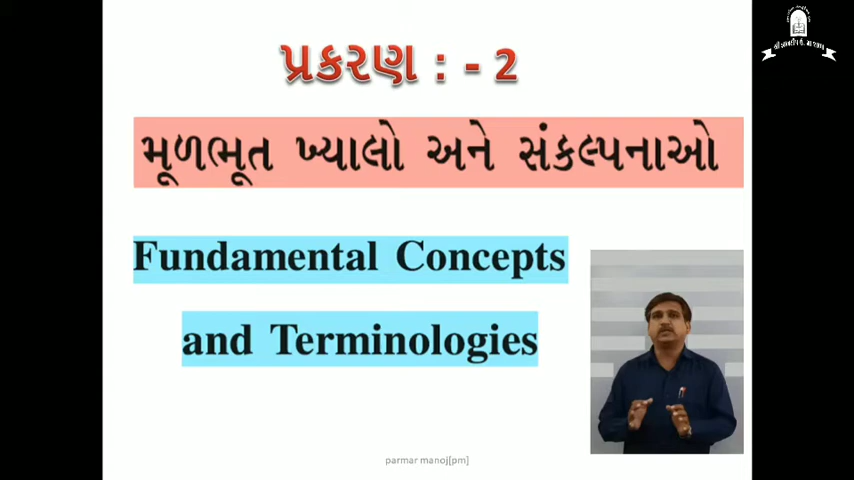 પ્રકરણ : - 2
મૂળભૂત ખ્યાલો અને સંકલ્પનાઓ
Fundamental Concepts
and Terminologies
parmar manoj[pm]